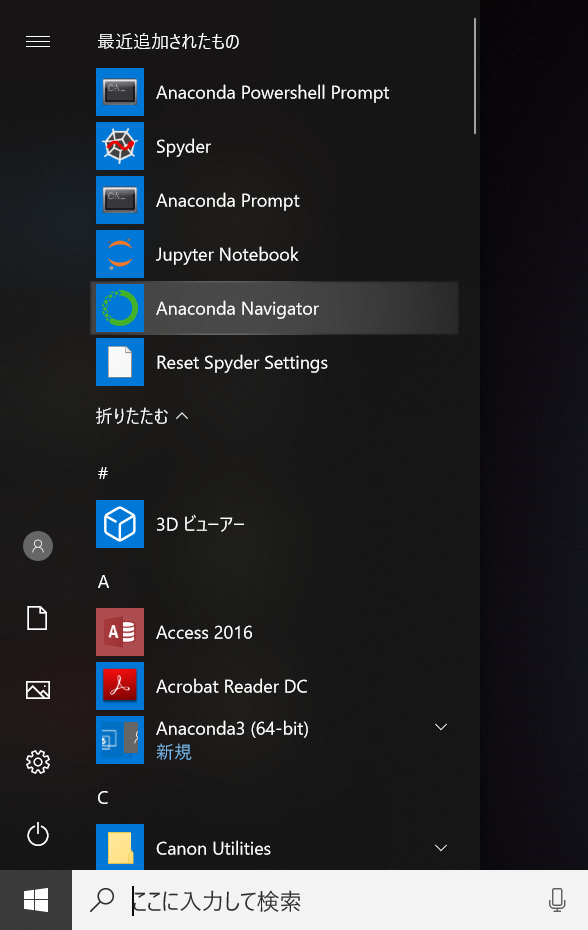 最近追加されたもの
Anaconda Powershell Prompt
Spyder
Anaconda Prompt
Jupyter Notebook
Anaconda Navigator
Reset Spyder Settings
折りたたむ
#
3D ビューアー
A
Access 2016
Acrobat Reader DC
Anaconda3 (64-bit)
新規
C
Canon Utilities
ここに入力して検索